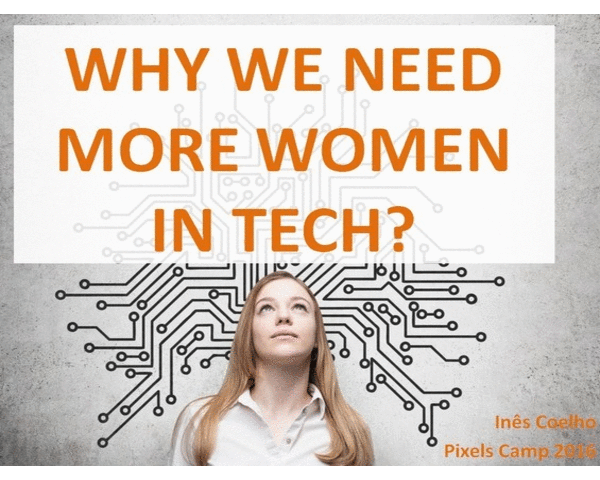 WHY WE NEED
MORE WOMEN
IN TECH?
Inês Coelho
Pixels Camp 2016